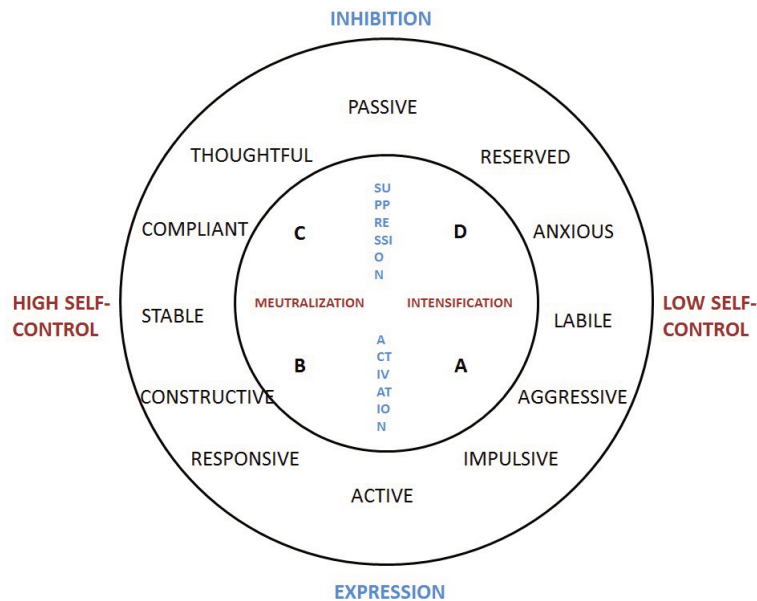 INHIBITION
PASSIVE
THOUGHTFUL
RESERVED
SU
PP
RE
SSI
O
N
COMPLIANT
C
D
ANXIOUS
HIGH SELF-
CONTROL
MEUTRALIZATION
INTENSIFICATION
LOW SELF-
CONTROL
STABLE
LABILE
A
CT
IV
AT
IO
N
B
A
CONSTRUCTIVE
AGGRESSIVE
RESPONSIVE
IMPULSIVE
ACTIVE
EXPRESSION